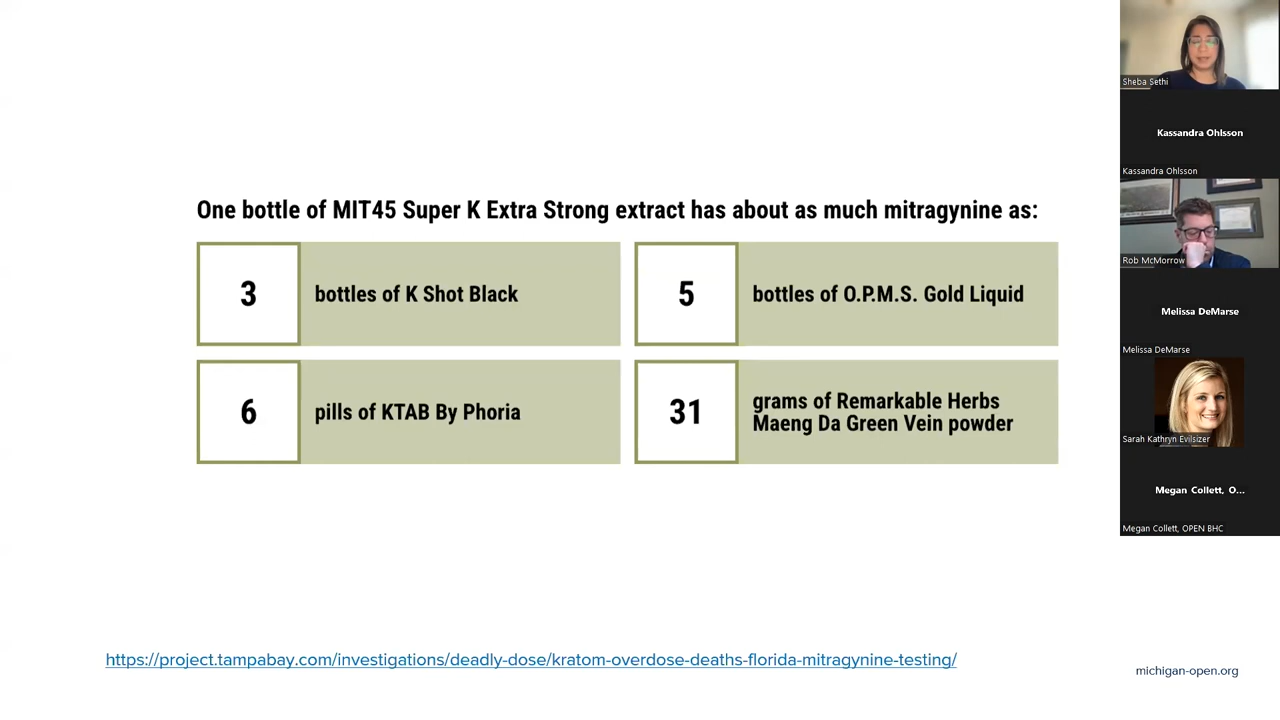 One bottle of MIT45 Super K Extra Strong extract has about as much mitragynine as:
3
bottles of K Shot Black
5
bottles of O.P.M.S. Gold Liquid
6
pills of KTAB By Phoria
31
grams of Remarkable Herbs
Maeng Da Green Vein powder
https://project.tampabay.com/investigations/deadly-dose/kratom-overdose-deaths-florida-mitragynine-testing/
michigan-open.org
Sheba Sethi
Kassandra Ohlsson
Kassandra Ohlsson
Rob McMorrow
Melissa DeMarse
Melissa DeMarse
Sarah Kathryn Evilsizer
Megan Collett, O...
Megan Collett, OPEN BHC